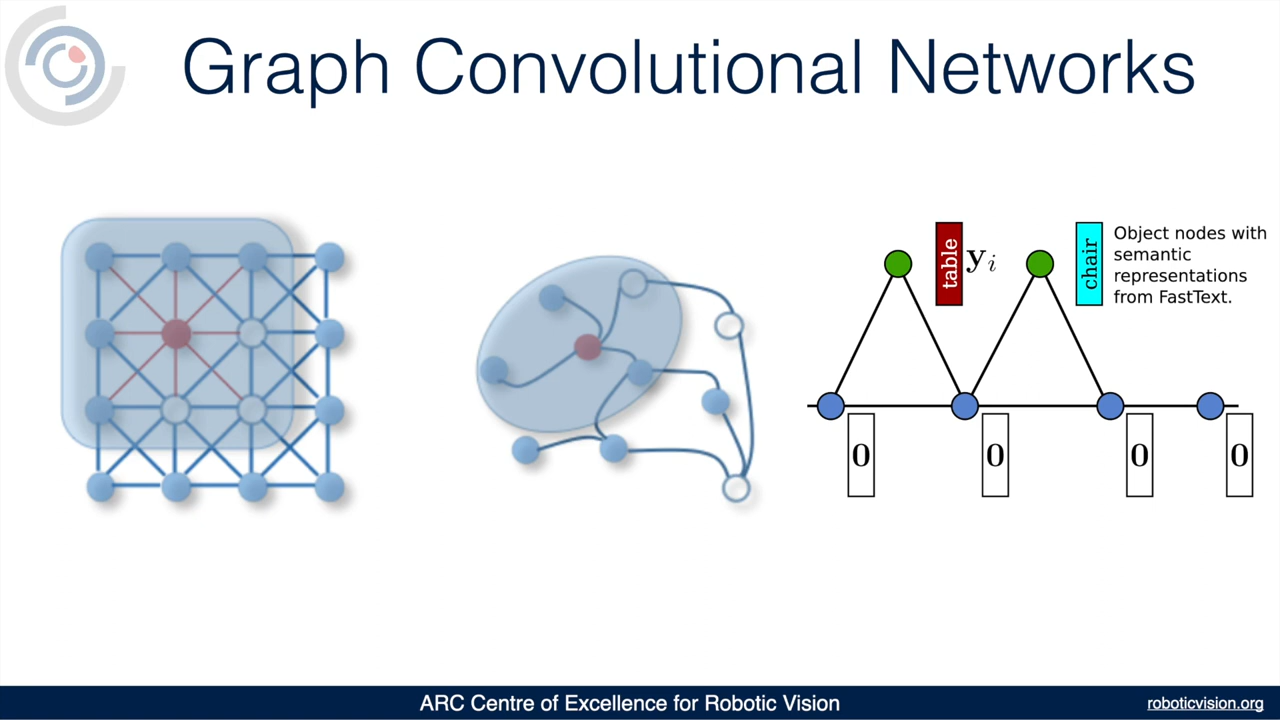 Graph Convolutional Networks
table
y_i
chair
Object nodes with
semantic
representations
from FastText.
0
0
0
0
ARC Centre of Excellence for Robotic Vision
roboticvision.org